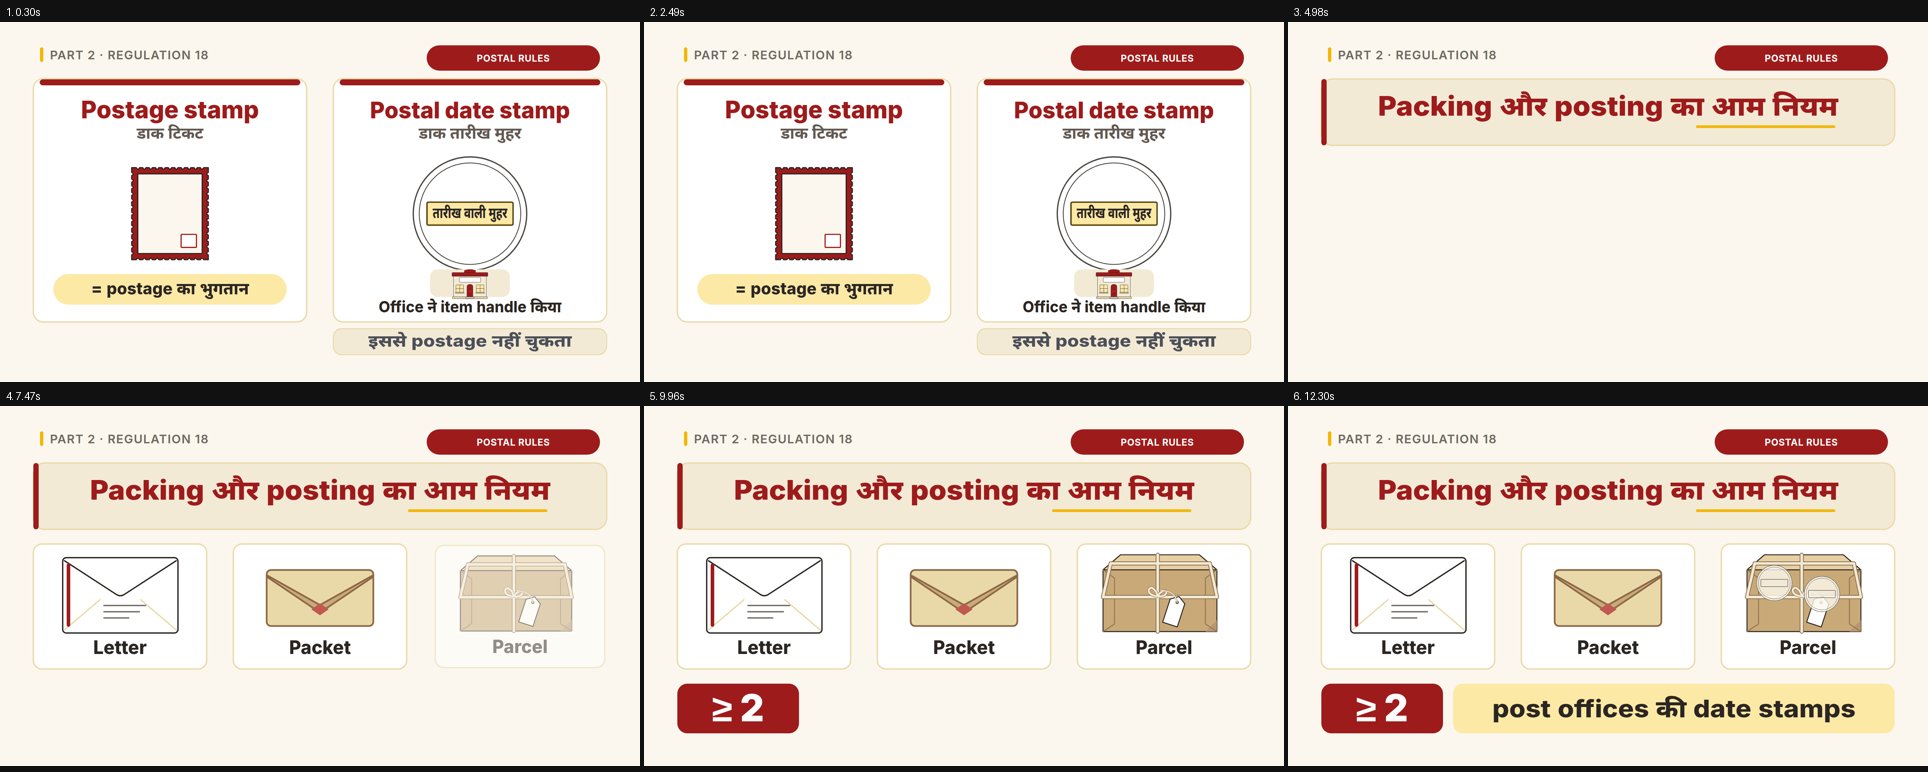 1. 0.30s
PART 2 · REGULATION 18
POSTAL RULES
Postage stamp
डाक टिकट
= postage का भुगतान
Postal date stamp
डाक तारीख मुहर
तारीख वाली मुहर
Office ने item handle किया
इससे postage नहीं चुकता
2. 2.49s
PART 2 · REGULATION 18
POSTAL RULES
Postage stamp
डाक टिकट
= postage का भुगतान
Postal date stamp
डाक तारीख मुहर
तारीख वाली मुहर
Office ने item handle किया
इससे postage नहीं चुकता
3. 4.98s
PART 2 · REGULATION 18
POSTAL RULES
Packing और posting का आम नियम
4. 7.47s
PART 2 · REGULATION 18
POSTAL RULES
Packing और posting का आम नियम
Letter
Packet
Parcel
5. 9.96s
PART 2 · REGULATION 18
POSTAL RULES
Packing और posting का आम नियम
Letter
Packet
Parcel
≥ 2
6. 12.30s
PART 2 · REGULATION 18
POSTAL RULES
Packing और posting का आम नियम
Letter
Packet
Parcel
≥ 2
post offices की date stamps